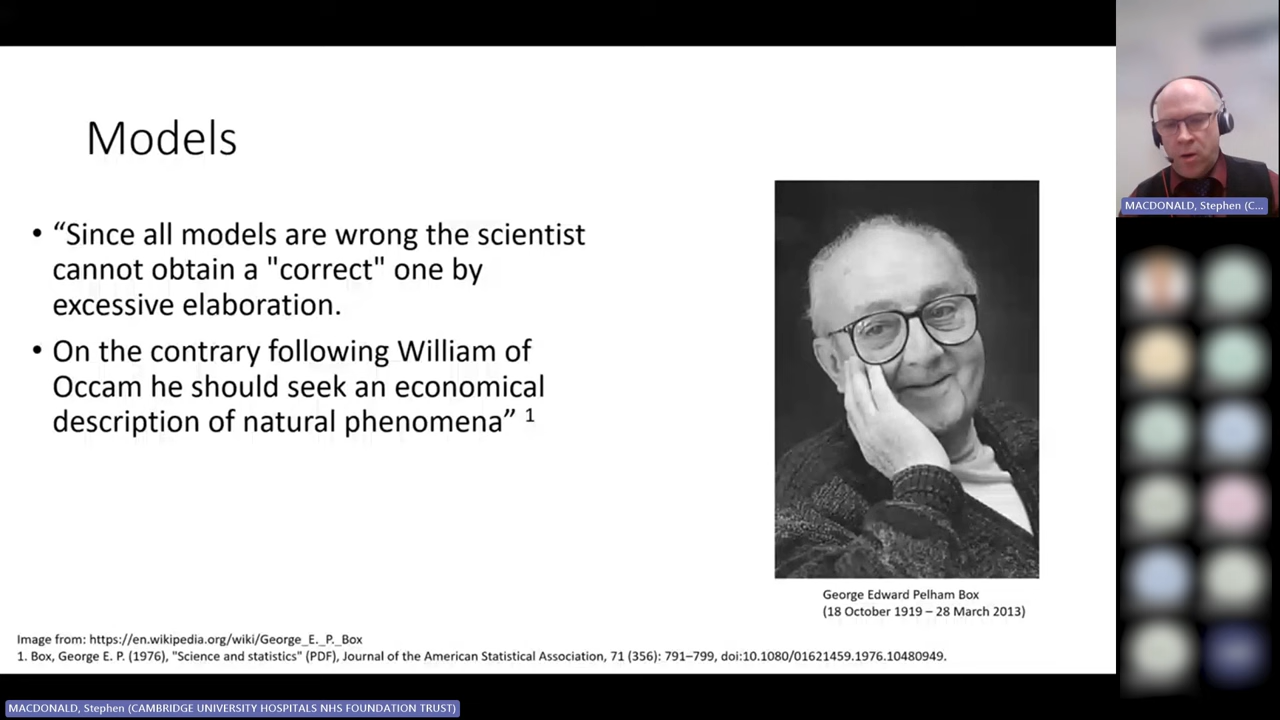 Models
• “Since all models are wrong the scientist
cannot obtain a "correct" one by
excessive elaboration.
• On the contrary following William of
Occam he should seek an economical
description of natural phenomena” 1
George Edward Pelham Box
(18 October 1919 – 28 March 2013)
Image from: https://en.wikipedia.org/wiki/George_E._P._Box
1. Box, George E. P. (1976), "Science and statistics" (PDF), Journal of the American Statistical Association, 71 (356): 791–799, doi:10.1080/01621459.1976.10480949.
MACDONALD, Stephen (C...
MACDONALD, Stephen (CAMBRIDGE UNIVERSITY HOSPITALS NHS FOUNDATION TRUST)